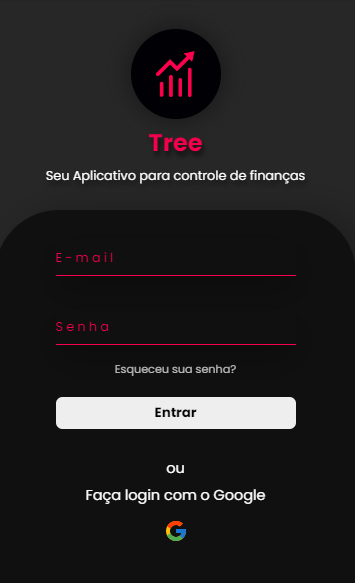 Tree
Seu Aplicativo para controle de finanças
E-mail
Senha
Esqueceu sua senha?
Entrar
ou
Faça login com o Google